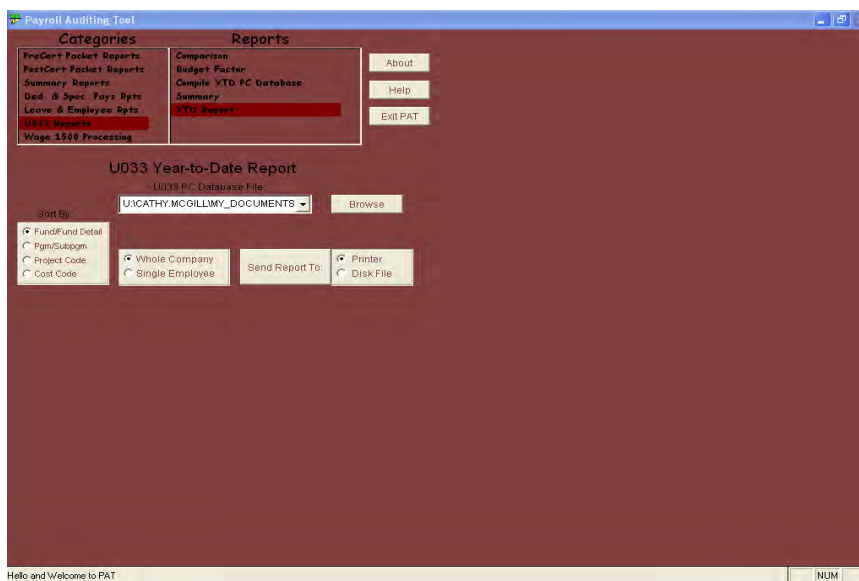 Payroll Auditing Tool
Categories
Reports
PreCert Packet Reports
PostCert Packet Reports
Summary Reports
Ded. & Spec. Pays Rpts
Leave & Employee Rpts
U033 Reports
Wage 1500 Processing
Comparison
Budget Factor
Compile YTD PC Database
Summary
YTD Report
About
Help
Exit PAT
U033 Year-to-Date Report
U033 PC Database File:
U:\CATHY.MCGILL\MY_DOCUMENTS
Browse
Sort By:
Fund/Fund Detail
Pgm/Subpgm
Project Code
Cost Code
Whole Company
Single Employee
Send Report To:
Printer
Disk File
Hello and Welcome to PAT
NUM